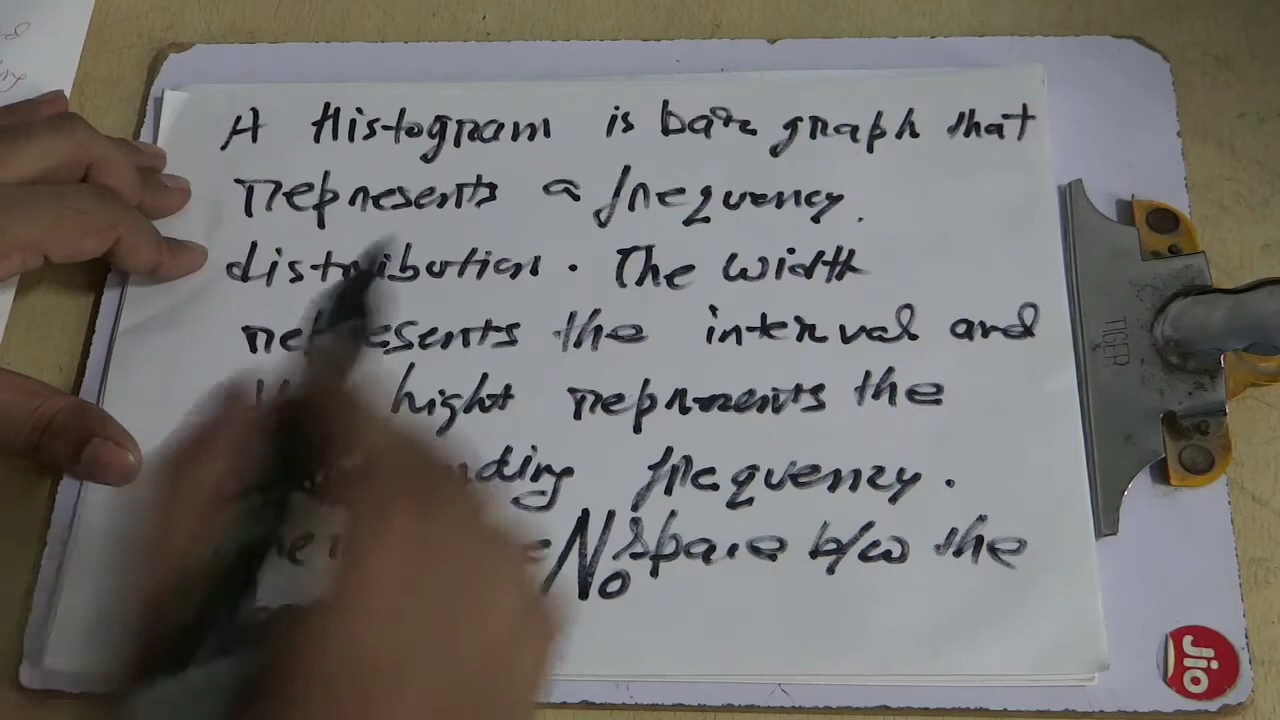 A Histogram is bar graph that
represents a frequency
distribution. The width
represents the interval and
hight represents the
frequency.
No space b/w the
TIGER
Jio